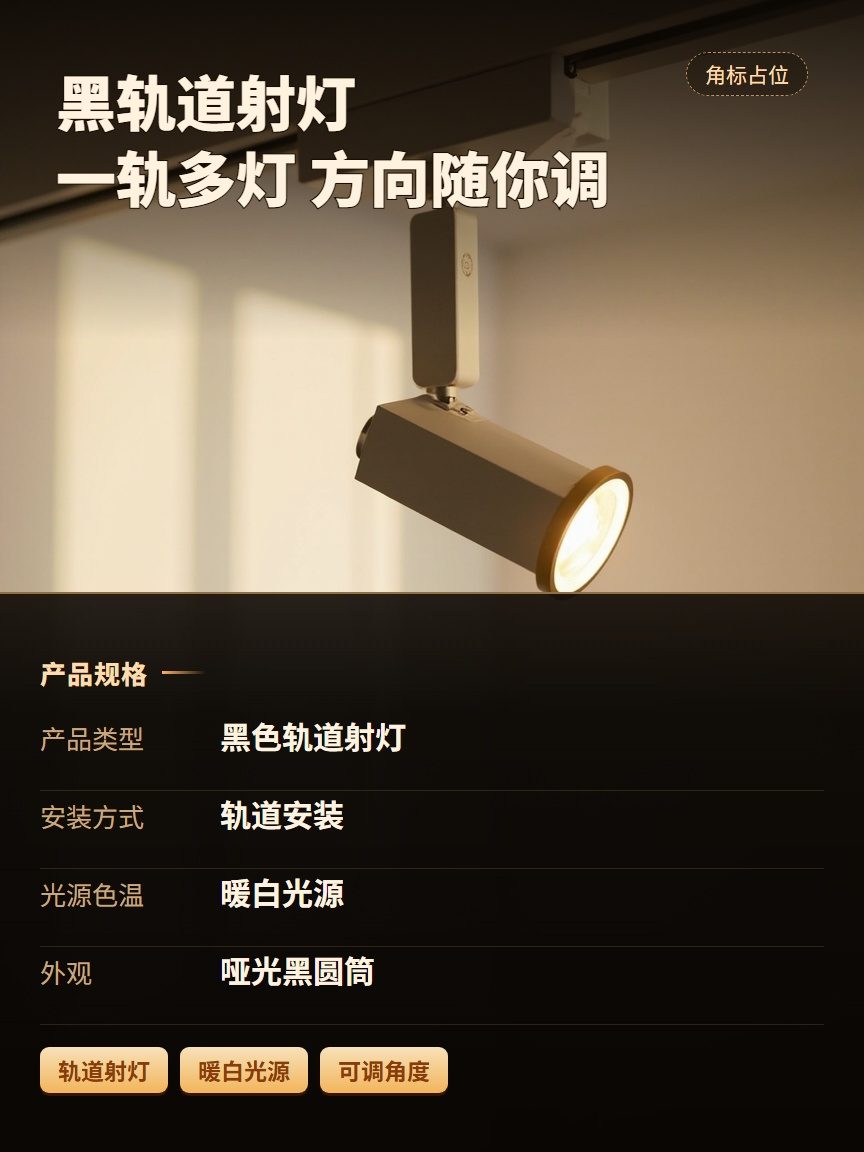 黑轨道射灯
角标占位
一轨多灯 方向随你调
产品规格
产品类型 黑色轨道射灯
安装方式 轨道安装
光源色温 暖白光源
外观 哑光黑圆筒
轨道射灯 暖白光源 可调角度